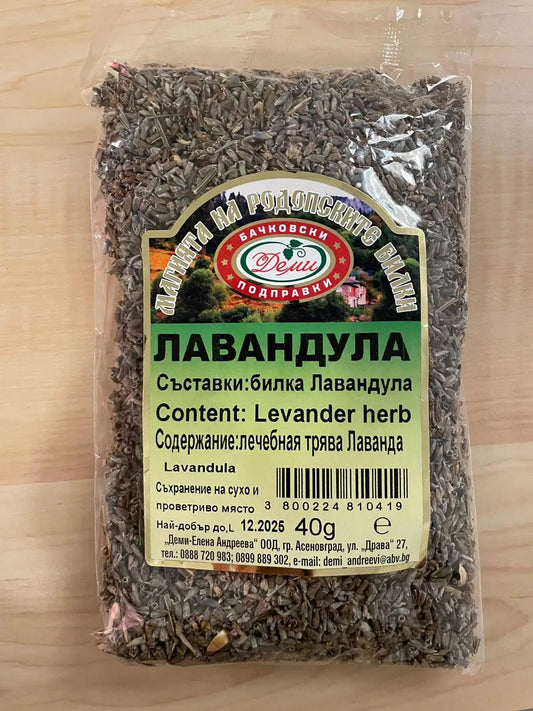 МАГИЯТА НА РОДОПСКИТЕ БИЛКИ
БАЧКОВСКИ
Деми
ПОДПРАВКИ
ЛАВАНДУЛА
Съставки:билка Лавандула
Content: Levander herb
Содержание:лечебная трява Лаванда
Lavandula
Съхранение на сухо и
проветриво място
3 800224 810419
Най-добър до,L 12.2025 40g e
„Деми-Елена Андреева“ ООД, гр. Асеновград, ул. „Драва“ 27,
тел.: 0888 720 983; 0899 889 302, e-mail: demi_andreevi@abv.bg